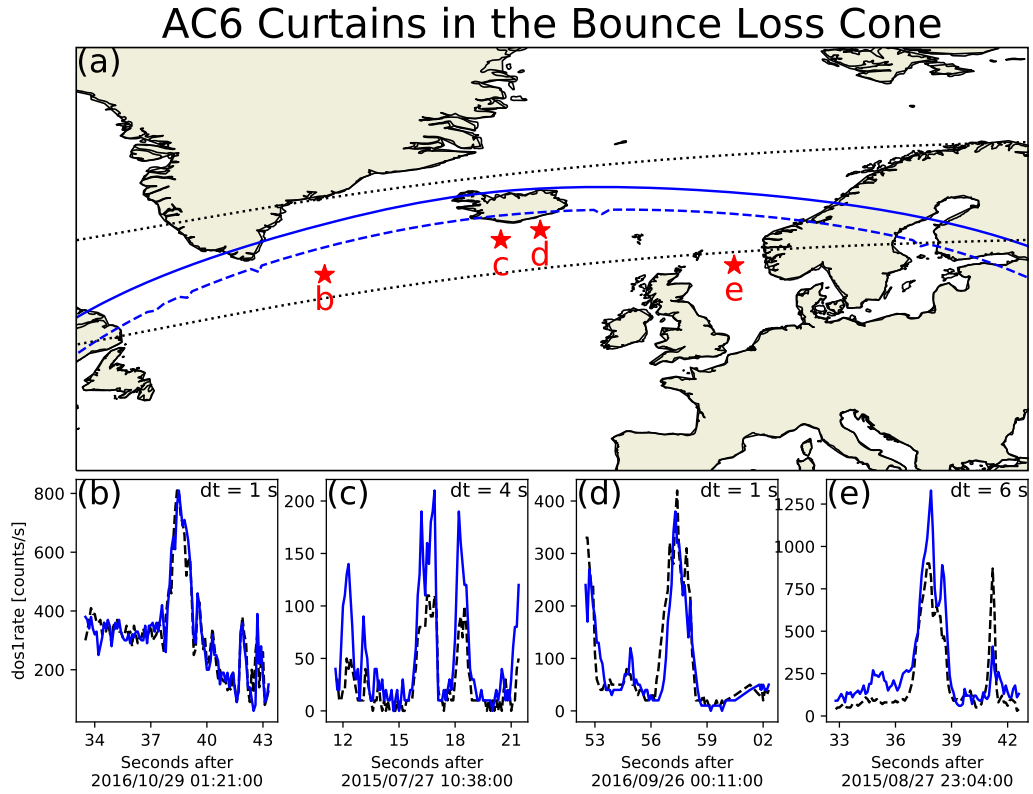 AC6 Curtains in the Bounce Loss Cone
(a)
b
c
d
e
(b) dt = 1 s
(c) dt = 4 s
(d) dt = 1 s
(e) dt = 6 s
dos1rate [counts/s]
800
600
400
200
34 37 40 43
Seconds after
2016/10/29 01:21:00
200
150
100
50
0
12 15 18 21
Seconds after
2015/07/27 10:38:00
400
300
200
100
0
53 56 59 02
Seconds after
2016/09/26 00:11:00
1250
1000
750
500
250
0
33 36 39 42
Seconds after
2015/08/27 23:04:00